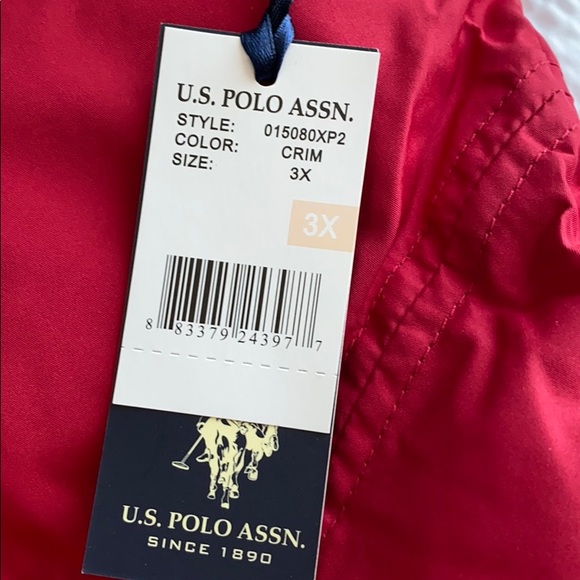 U.S. POLO ASSN.
STYLE: 015080XP2
COLOR: CRIM
SIZE: 3X
3X
8 83379 24397 7
U.S. POLO ASSN.
SINCE 1890